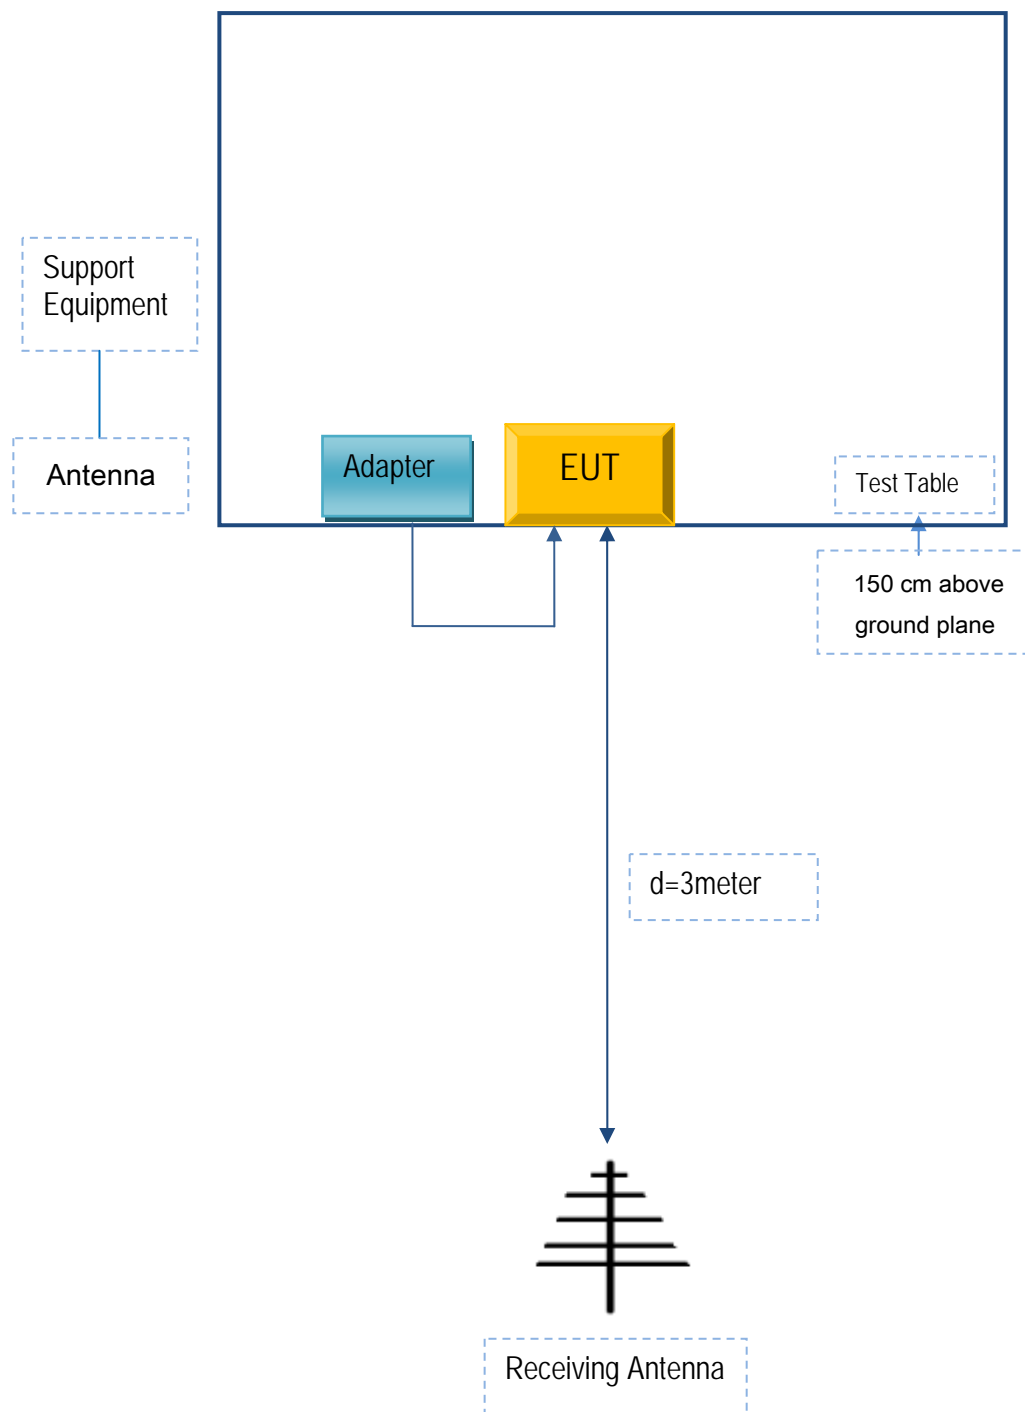 Support
Equipment
Antenna
Adapter
EUT
Test Table
150 cm above
ground plane
d=3meter
Receiving Antenna